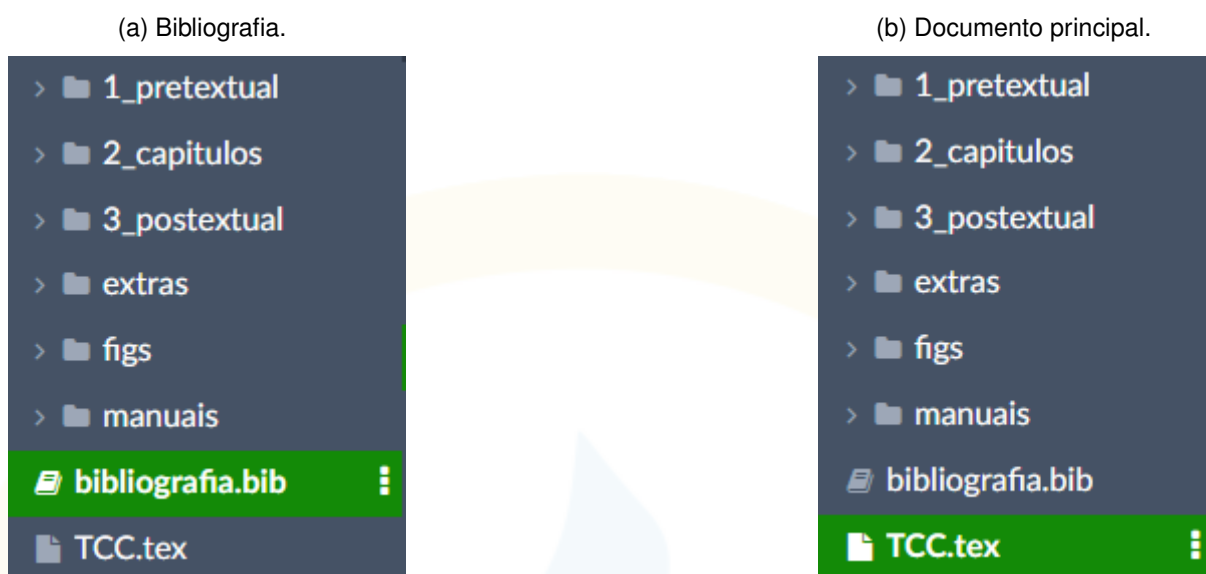 (a) Bibliografia.
1_pretextual
2_capitulos
3_postextual
extras
figs
manuais
bibliografia.bib
TCC.tex
(b) Documento principal.
1_pretextual
2_capitulos
3_postextual
extras
figs
manuais
bibliografia.bib
TCC.tex